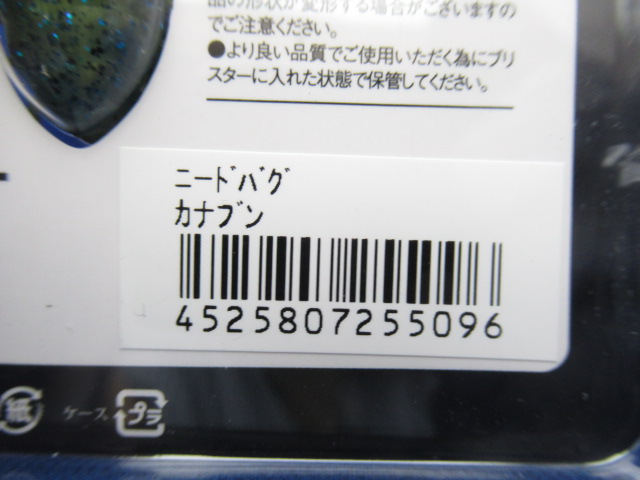 品の形状が変形する場合がございますの
でご注意ください。
●より良い品質でご使用いただく為にブリ
スターに入れた状態で保管してください。
ﾆｰﾄﾞﾊﾞｸﾞ
ｶﾅﾌﾞﾝ
4525807255096
紙
ケース
プラ